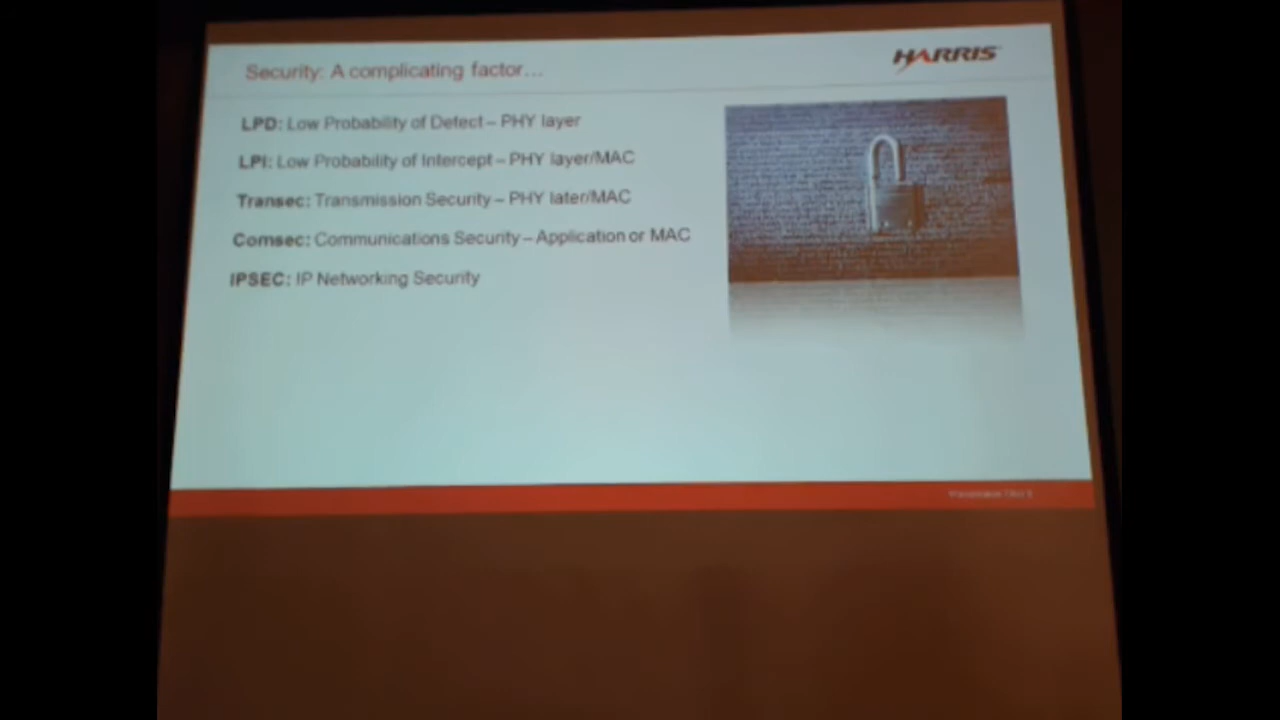 Security: A complicating factor...
HARRIS
LPD: Low Probability of Detect – PHY layer
LPI: Low Probability of Intercept – PHY layer/MAC
Transec: Transmission Security – PHY later/MAC
Comsec: Communications Security – Application or MAC
IPSEC: IP Networking Security